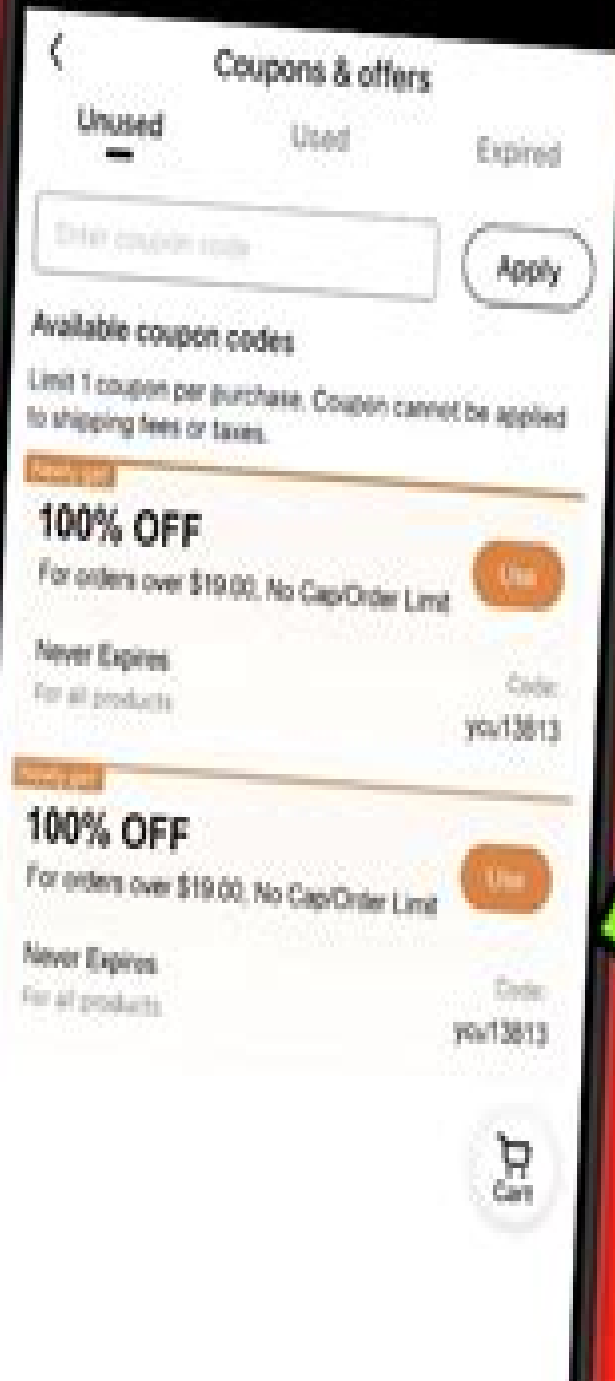 Coupons & offers
Unused Used Expired
Enter coupon code Apply
Available coupon codes
Limit 1 coupon per purchase. Coupon cannot be applied
to shipping fees or taxes.
100% OFF
For orders over $19.00, No Cap/Order Limit
Use
Never Expires
For all products
Code:
100% OFF
For orders over $19.00, No Cap/Order Limit
Use
Never Expires
For all products
Code:
Cart